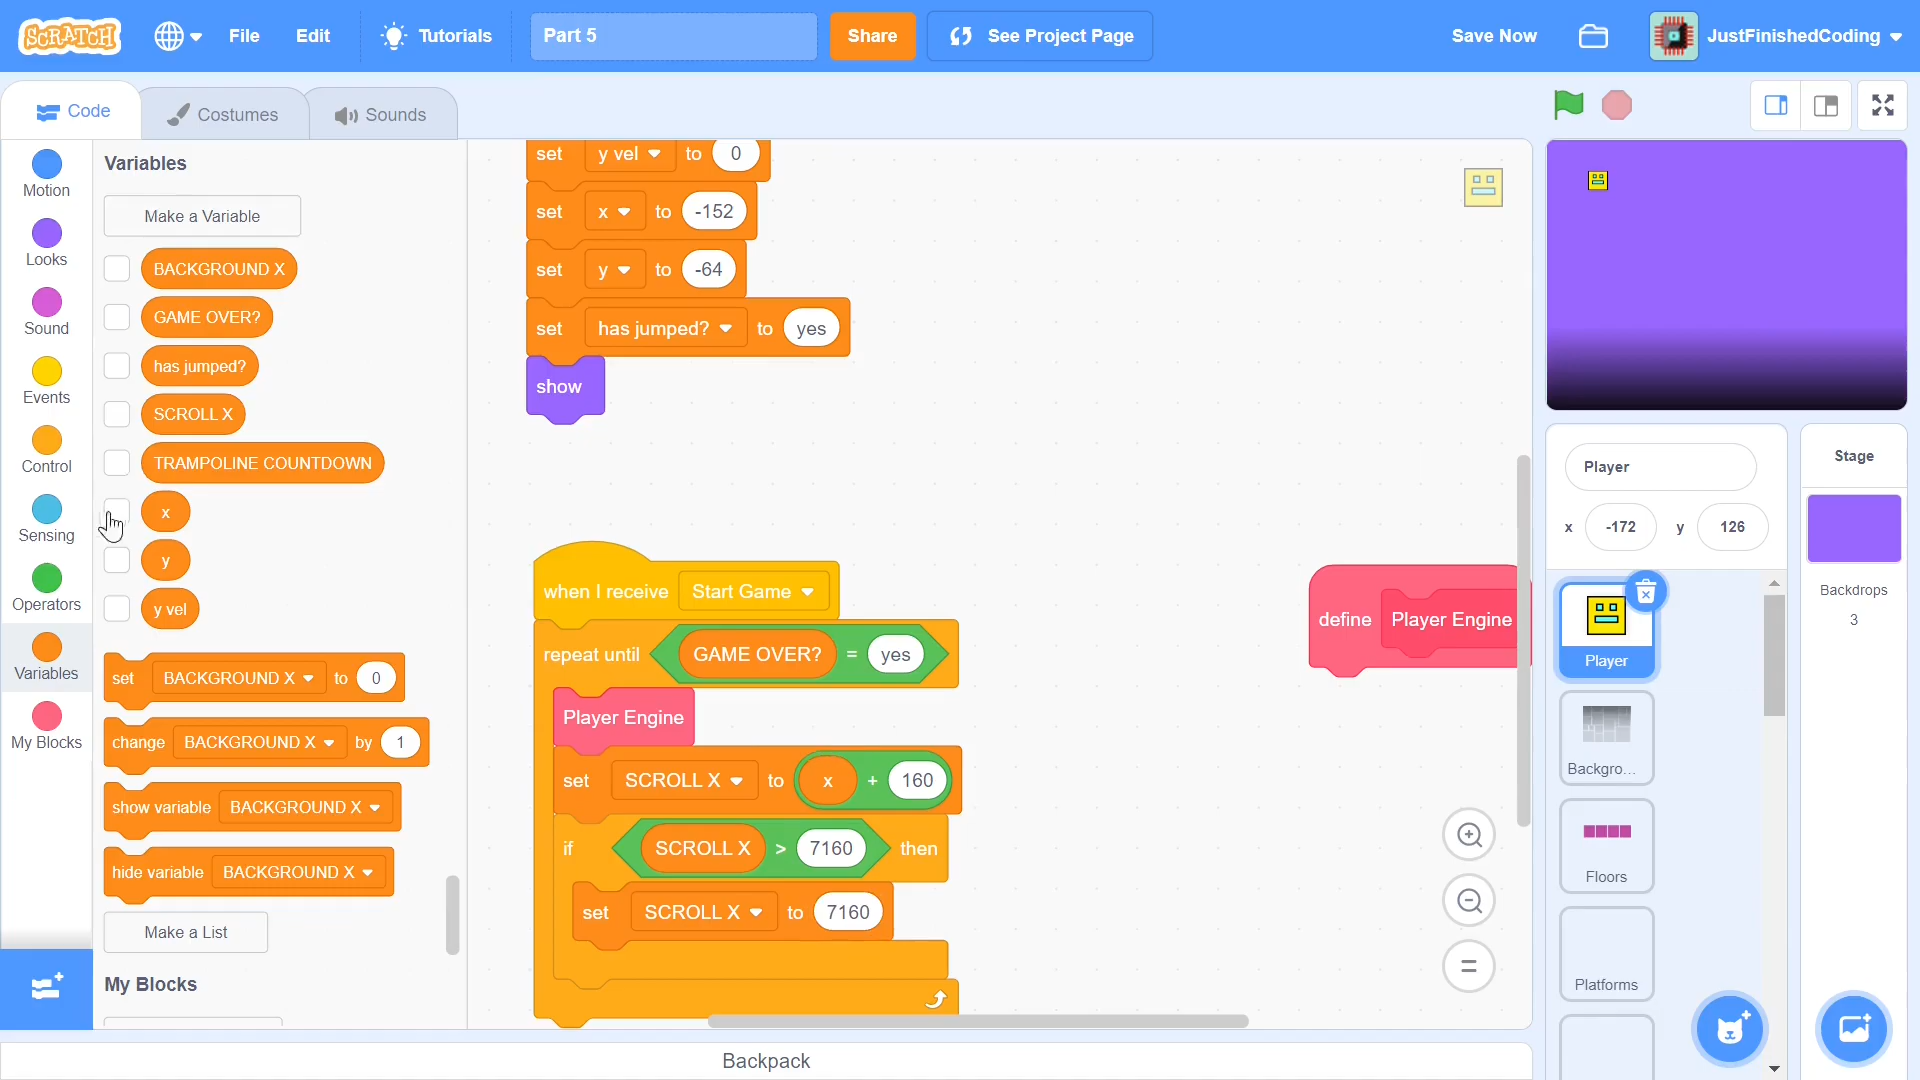 SCRATCH File Edit Tutorials Part 5 Share See Project Page Save Now JustFinishedCoding
Code Costumes Sounds
Motion
Looks
Sound
Events
Control
Sensing
Operators
Variables
My Blocks
Variables
Make a Variable
BACKGROUND X
GAME OVER?
has jumped?
SCROLL X
TRAMPOLINE COUNTDOWN
x
y
y vel
set BACKGROUND X to 0
change BACKGROUND X by 1
show variable BACKGROUND X
hide variable BACKGROUND X
Make a List
My Blocks
set y vel to 0
set x to -152
set y to -64
set has jumped? to yes
show
when I receive Start Game
repeat until GAME OVER? = yes
Player Engine
set SCROLL X to x + 160
if SCROLL X > 7160 then
set SCROLL X to 7160
define Player Engine
Player
x -172 y 126
Player
Backgro...
Floors
Platforms
Stage
Backdrops
3
Backpack